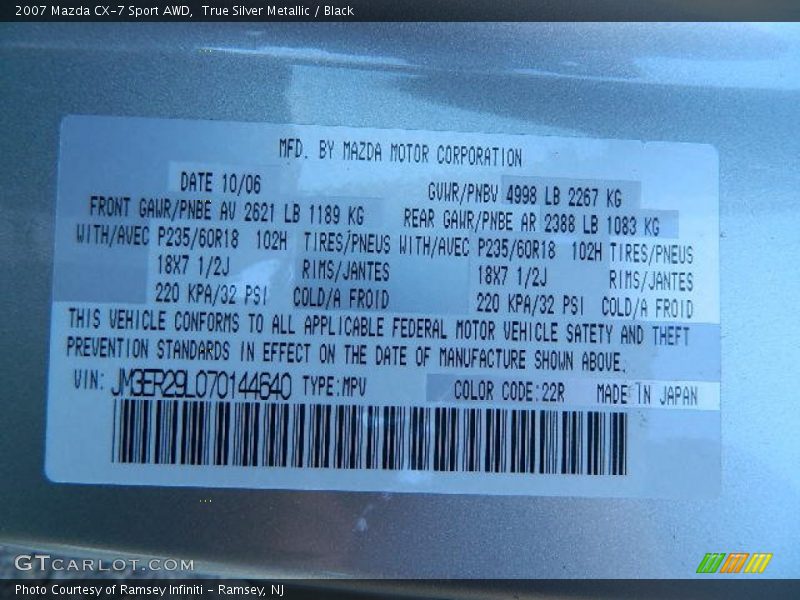 2007 Mazda CX-7 Sport AWD,  True Silver Metallic / Black
MFD. BY MAZDA MOTOR CORPORATION
DATE 10/06 GVWR/PNBV 4998 LB 2267 KG
FRONT GAWR/PNBE AV 2621 LB 1189 KG REAR GAWR/PNBE AR 2388 LB 1083 KG
WITH/AVEC P235/60R18 102H TIRES/PNEUS WITH/AVEC P235/60R18 102H TIRES/PNEUS
18X7 1/2J RIMS/JANTES 18X7 1/2J RIMS/JANTES
220 KPA/32 PSI COLD/A FROID 220 KPA/32 PSI COLD/A FROID
THIS VEHICLE CONFORMS TO ALL APPLICABLE FEDERAL MOTOR VEHICLE SAFETY AND THEFT
PREVENTION STANDARDS IN EFFECT ON THE DATE OF MANUFACTURE SHOWN ABOVE.
VIN: JM3ER29L070144640 TYPE:MPV COLOR CODE:22R MADE IN JAPAN
GTCARLOT.COM
Photo Courtesy of Ramsey Infiniti - Ramsey, NJ